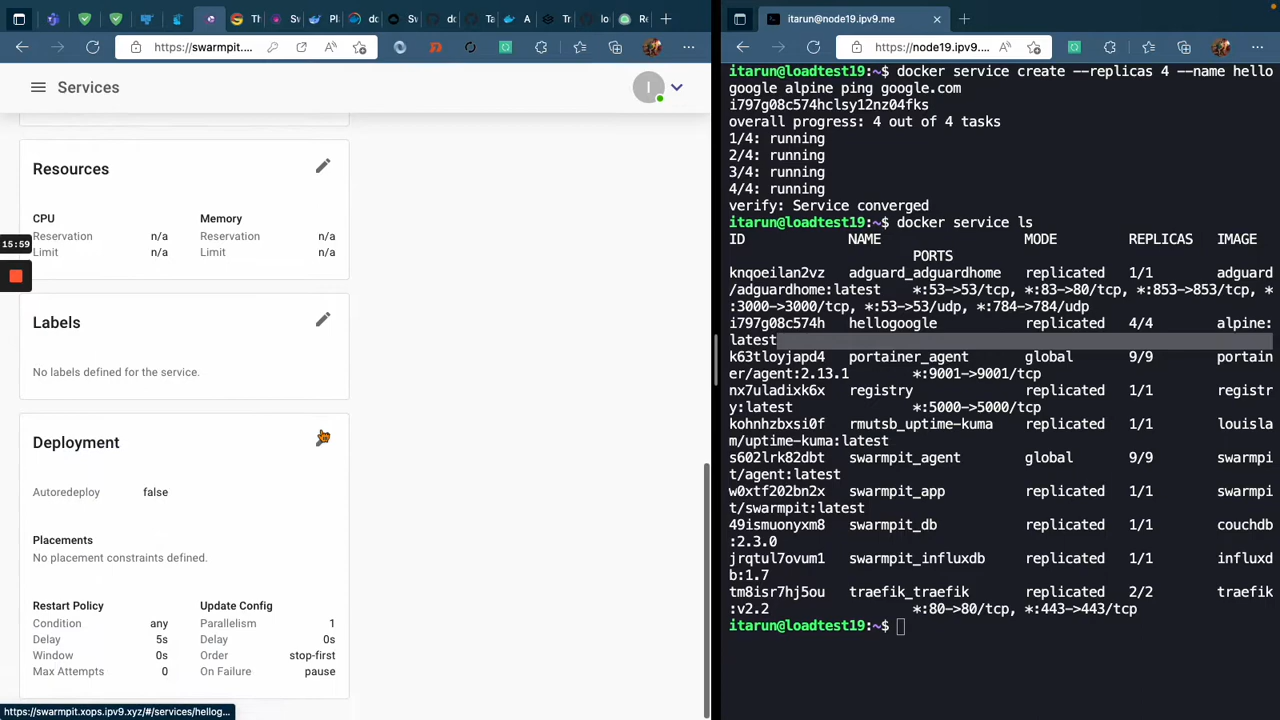 Th
Sw
Pl
do
Ta
A
Tr
lo
Re
https://swarmpit....
Services
I
Resources
CPU
Memory
Reservation n/a
Reservation n/a
Limit n/a
Limit n/a
15:59
Labels
No labels defined for the service.
Deployment
Autoredeploy false
Placements
No placement constraints defined.
Restart Policy
Update Config
Condition any
Parallelism 1
Delay 5s
Delay 0s
Window 0s
Order stop-first
Max Attempts 0
On Failure pause
https://swarmpit.xops.ipv9.xyz/#/services/hellog...
itarun@node19.ipv9.me
https://node19.ipv9....
itarun@loadtest19:~$ docker service create --replicas 4 --name hello
google alpine ping google.com
i797g08c574hclsy12nz04fks
overall progress: 4 out of 4 tasks
1/4: running
2/4: running
3/4: running
4/4: running
verify: Service converged
itarun@loadtest19:~$ docker service ls
ID NAME MODE REPLICAS IMAGE
PORTS
knqoeilan2vz adguard_adguardhome replicated 1/1 adguard
/adguardhome:latest *:53->53/tcp, *:83->80/tcp, *:853->853/tcp, *
:3000->3000/tcp, *:53->53/udp, *:784->784/udp
i797g08c574h hellogoogle replicated 4/4 alpine:
latest
k63tloyjapd4 portainer_agent global 9/9 portain
er/agent:2.13.1 *:9001->9001/tcp
nx7uladixk6x registry replicated 1/1 registr
y:latest *:5000->5000/tcp
kohnhzbxsi0f rmutsb_uptime-kuma replicated 1/1 louisla
m/uptime-kuma:latest
s602lrk82dbt swarmpit_agent global 9/9 swarmpi
t/agent:latest
w0xtf202bn2x swarmpit_app replicated 1/1 swarmpi
t/swarmpit:latest
49ismuonyxm8 swarmpit_db replicated 1/1 couchdb
:2.3.0
jrqtul7ovum1 swarmpit_influxdb replicated 1/1 influxd
b:1.7
tm8isr7hj5ou traefik_traefik replicated 2/2 traefik
:v2.2 *:80->80/tcp, *:443->443/tcp
itarun@loadtest19:~$